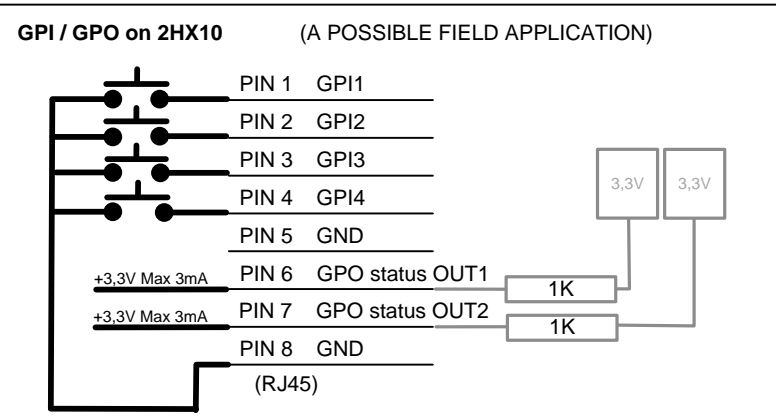 GPI / GPO on 2HX10 (A POSSIBLE FIELD APPLICATION)
PIN 1 GPI1
PIN 2 GPI2
PIN 3 GPI3
PIN 4 GPI4
3,3V 3,3V
PIN 5 GND
+3,3V Max 3mA PIN 6 GPO status OUT1 1K
+3,3V Max 3mA PIN 7 GPO status OUT2 1K
PIN 8 GND
(RJ45)